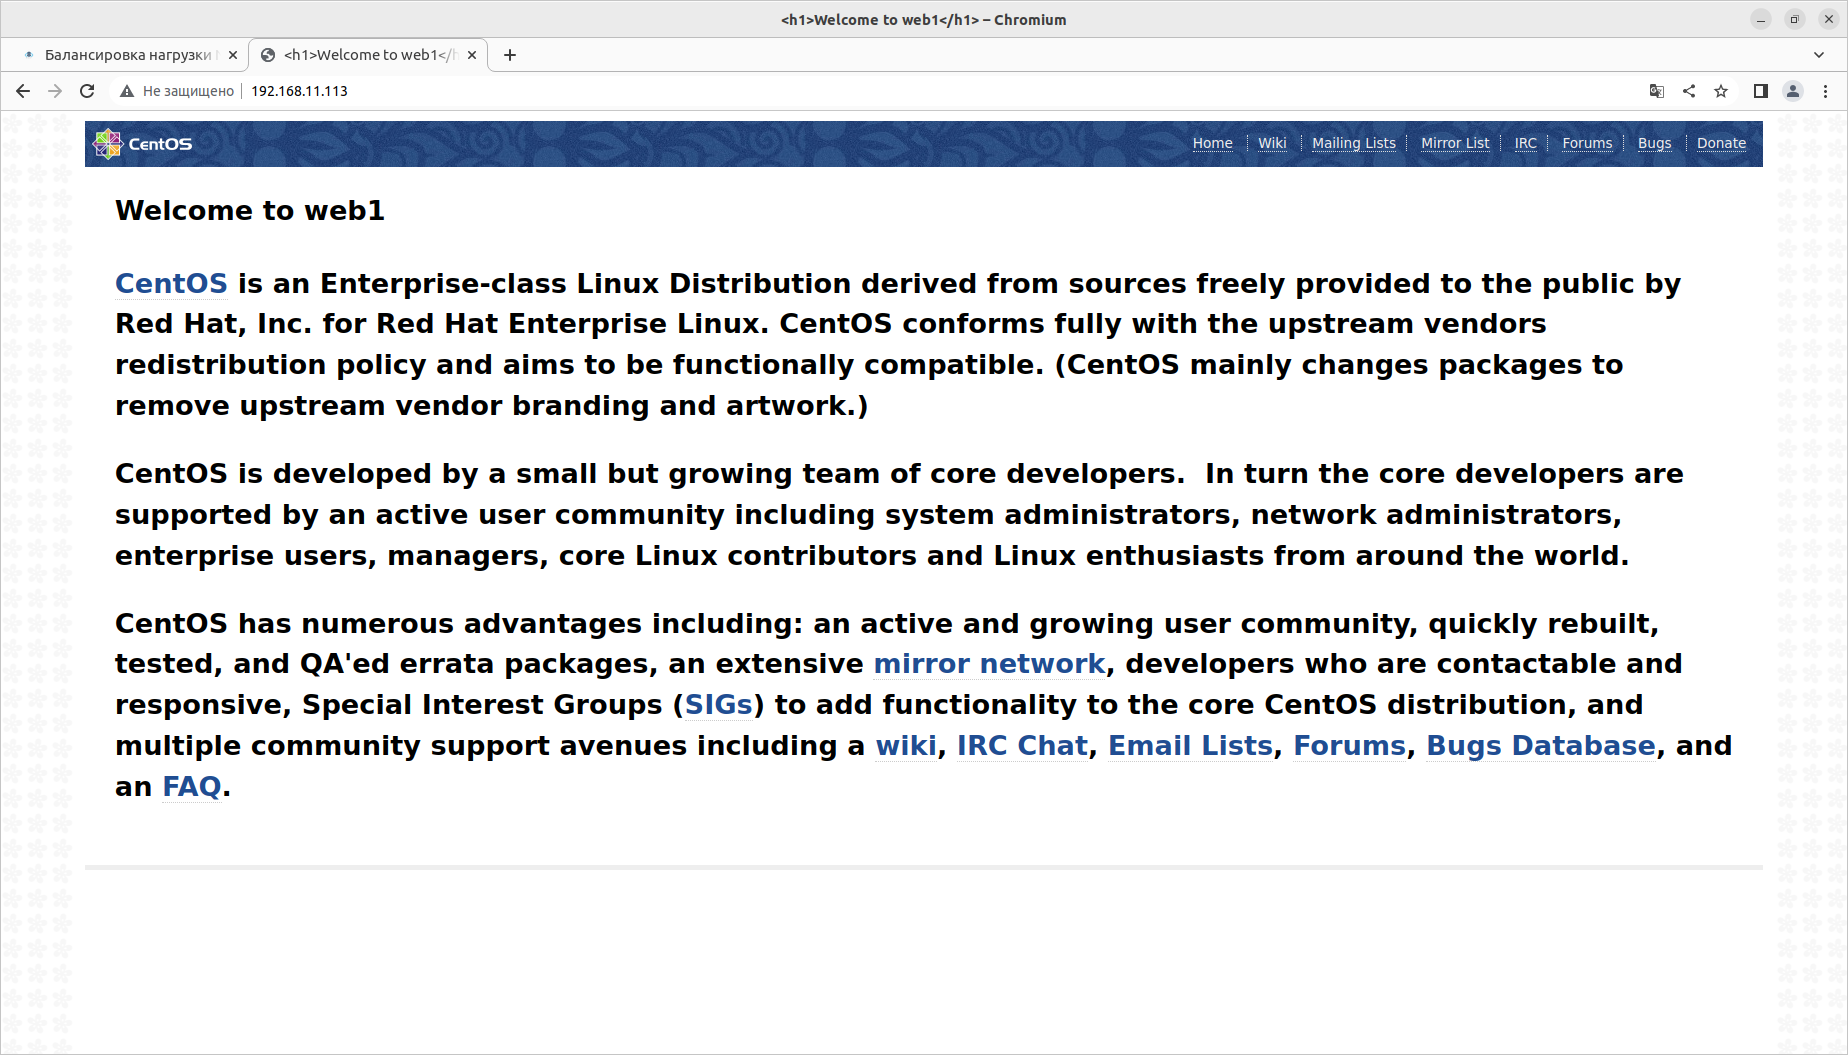 <h1>Welcome to web1</h1> – Chromium
Балансировка нагрузки
<h1>Welcome to web1</h
Не защищено
192.168.11.113
CentOS
Home Wiki Mailing Lists Mirror List IRC Forums Bugs Donate
Welcome to web1
CentOS is an Enterprise-class Linux Distribution derived from sources freely provided to the public by
Red Hat, Inc. for Red Hat Enterprise Linux. CentOS conforms fully with the upstream vendors
redistribution policy and aims to be functionally compatible. (CentOS mainly changes packages to
remove upstream vendor branding and artwork.)
CentOS is developed by a small but growing team of core developers.  In turn the core developers are
supported by an active user community including system administrators, network administrators,
enterprise users, managers, core Linux contributors and Linux enthusiasts from around the world.
CentOS has numerous advantages including: an active and growing user community, quickly rebuilt,
tested, and QA'ed errata packages, an extensive mirror network, developers who are contactable and
responsive, Special Interest Groups (SIGs) to add functionality to the core CentOS distribution, and
multiple community support avenues including a wiki, IRC Chat, Email Lists, Forums, Bugs Database, and
an FAQ.